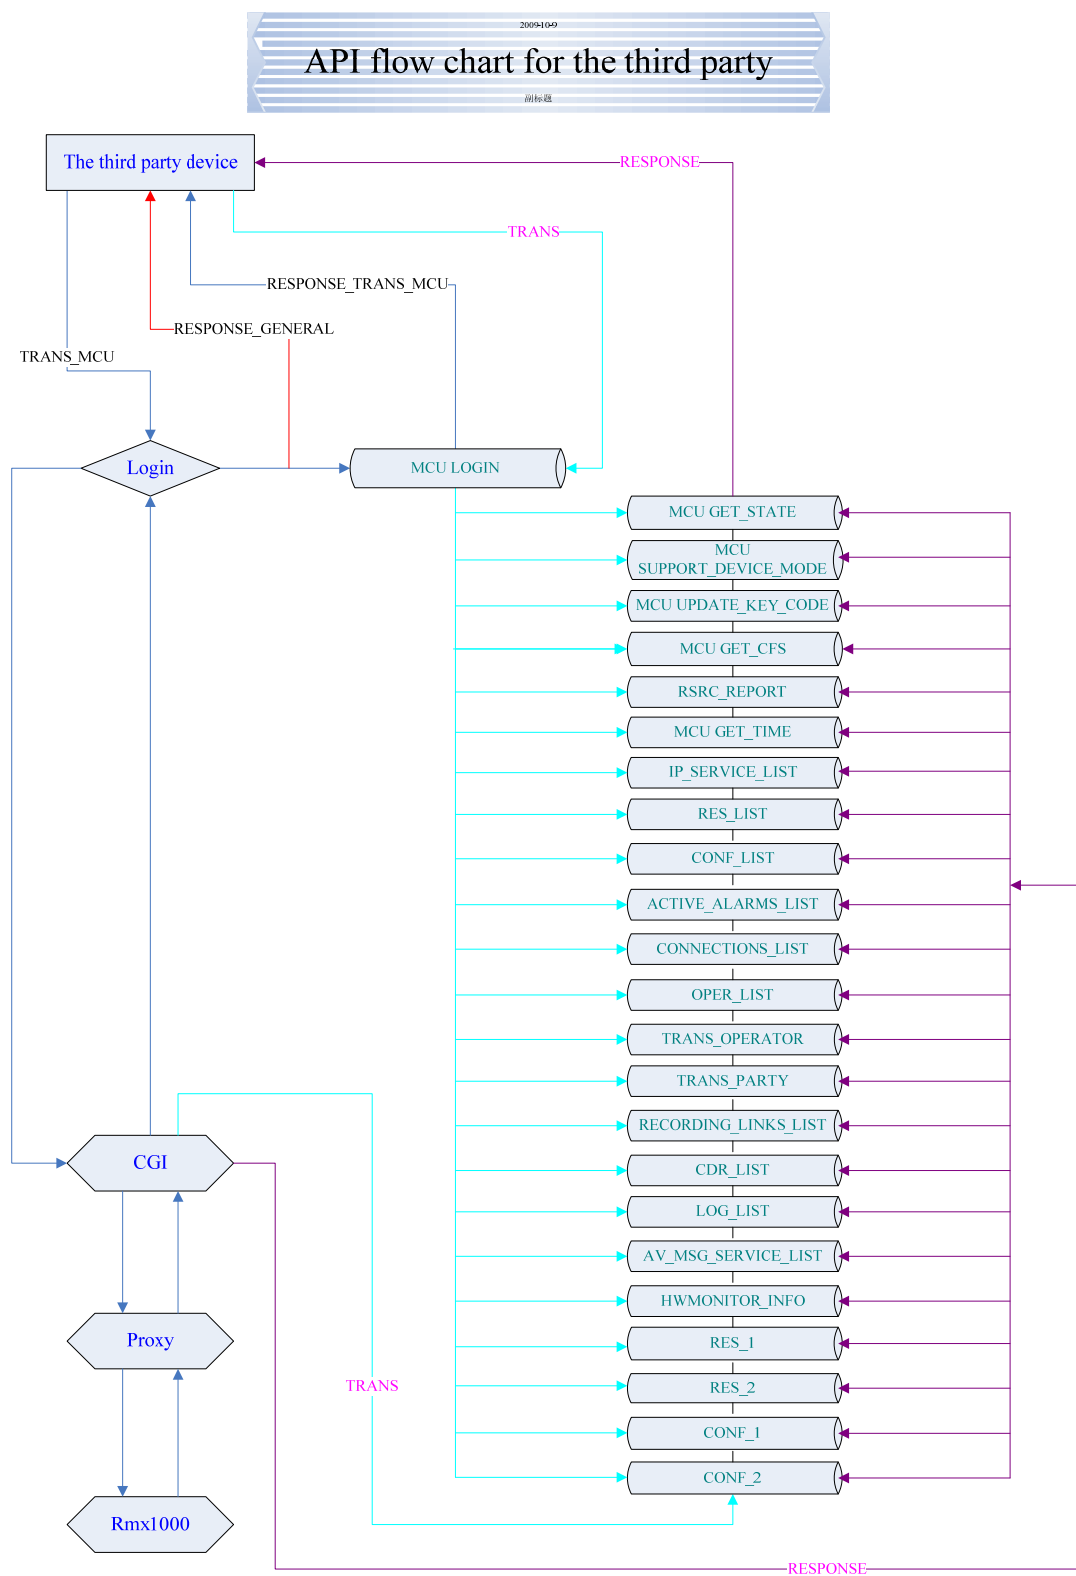 2009-10-9
API flow chart for the third party
副标题
The third party device
RESPONSE
TRANS
RESPONSE_TRANS_MCU
RESPONSE_GENERAL
TRANS_MCU
Login
MCU LOGIN
MCU GET_STATE
MCU
SUPPORT_DEVICE_MODE
MCU UPDATE_KEY_CODE
MCU GET_CFS
RSRC_REPORT
MCU GET_TIME
IP_SERVICE_LIST
RES_LIST
CONF_LIST
ACTIVE_ALARMS_LIST
CONNECTIONS_LIST
OPER_LIST
TRANS_OPERATOR
TRANS_PARTY
RECORDING_LINKS_LIST
CGI
CDR_LIST
LOG_LIST
AV_MSG_SERVICE_LIST
HWMONITOR_INFO
Proxy
RES_1
TRANS
RES_2
CONF_1
CONF_2
Rmx1000
RESPONSE